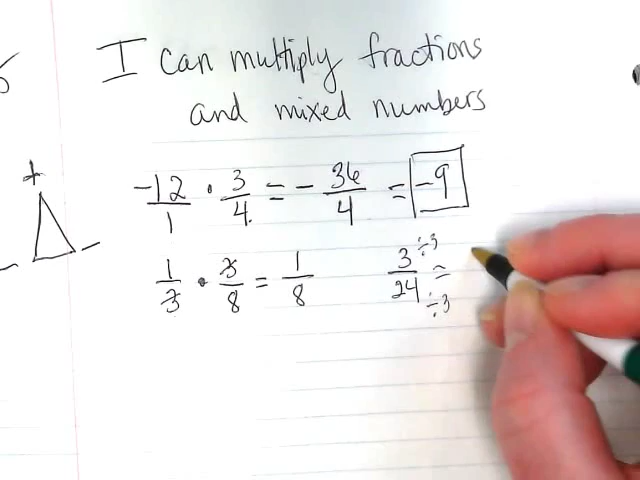 I can multiply fractions
and mixed numbers
+
-12/1 · 3/4 = - 36/4 = -9
1/3 · 3/8 = 1/8
3/24 ÷3 ÷3 =
- -